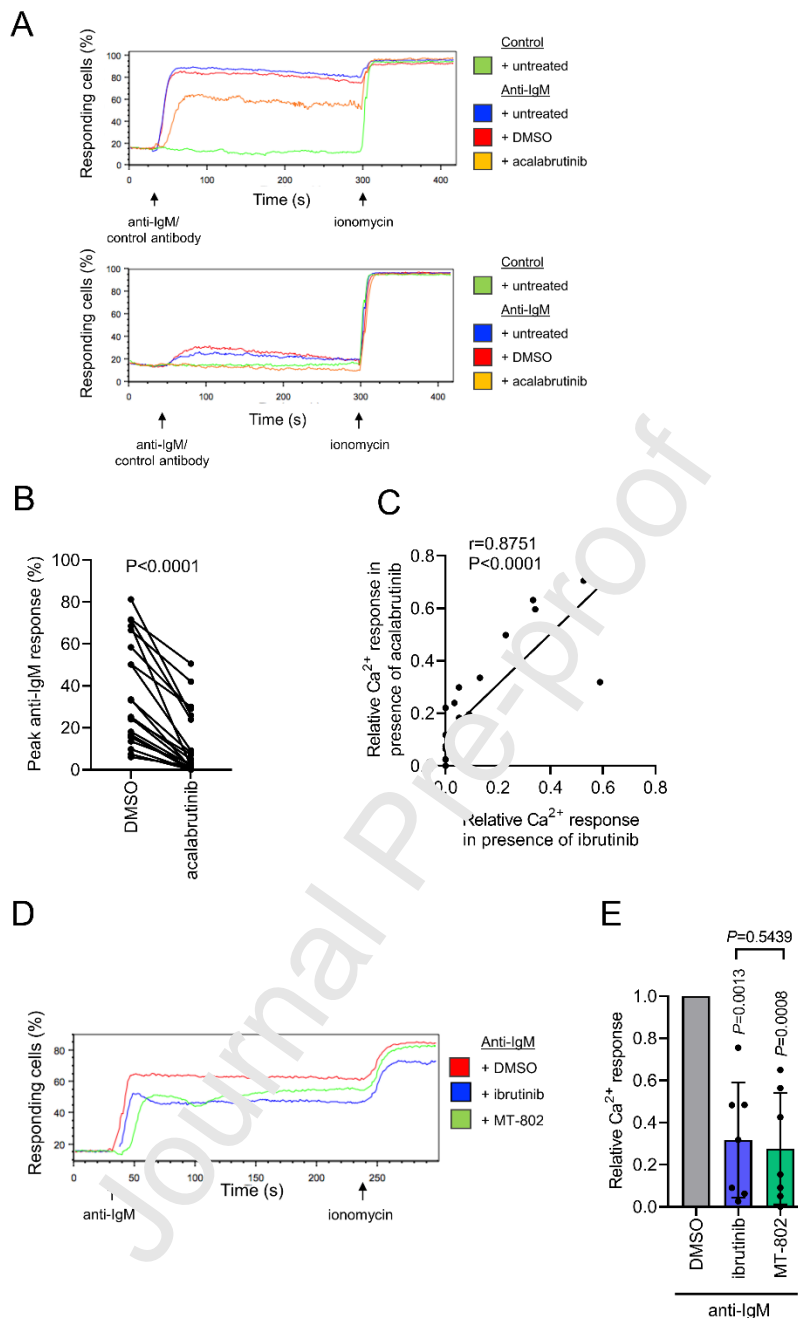 A
Responding cells (%)
100
80
60
40
20
0
0
100
200
300
400
Time (s)
anti-IgM/
control antibody
ionomycin
Control
+ untreated
Anti-IgM
+ untreated
+ DMSO
+ acalabrutinib
Responding cells (%)
100
80
60
40
20
0
0
100
200
300
400
Time (s)
anti-IgM/
control antibody
ionomycin
Control
+ untreated
Anti-IgM
+ untreated
+ DMSO
+ acalabrutinib
B
P<0.0001
Peak anti-IgM response (%)
100
80
60
40
20
0
DMSO
acalabrutinib
C
r=0.8751
P<0.0001
Relative Ca²⁺ response in
presence of acalabrutinib
0.8
0.6
0.4
0.2
0.0
0.0
0.2
0.4
0.6
0.8
Relative Ca²⁺ response
in presence of ibrutinib
D
Responding cells (%)
80
60
40
20
0
50
100
150
200
250
Time (s)
anti-IgM
ionomycin
Anti-IgM
+ DMSO
+ ibrutinib
+ MT-802
E
P=0.5439
P=0.0013
P=0.0008
Relative Ca²⁺ response
1.0
0.8
0.6
0.4
0.2
0.0
DMSO
ibrutinib
MT-802
anti-IgM
Journal Pre-proof